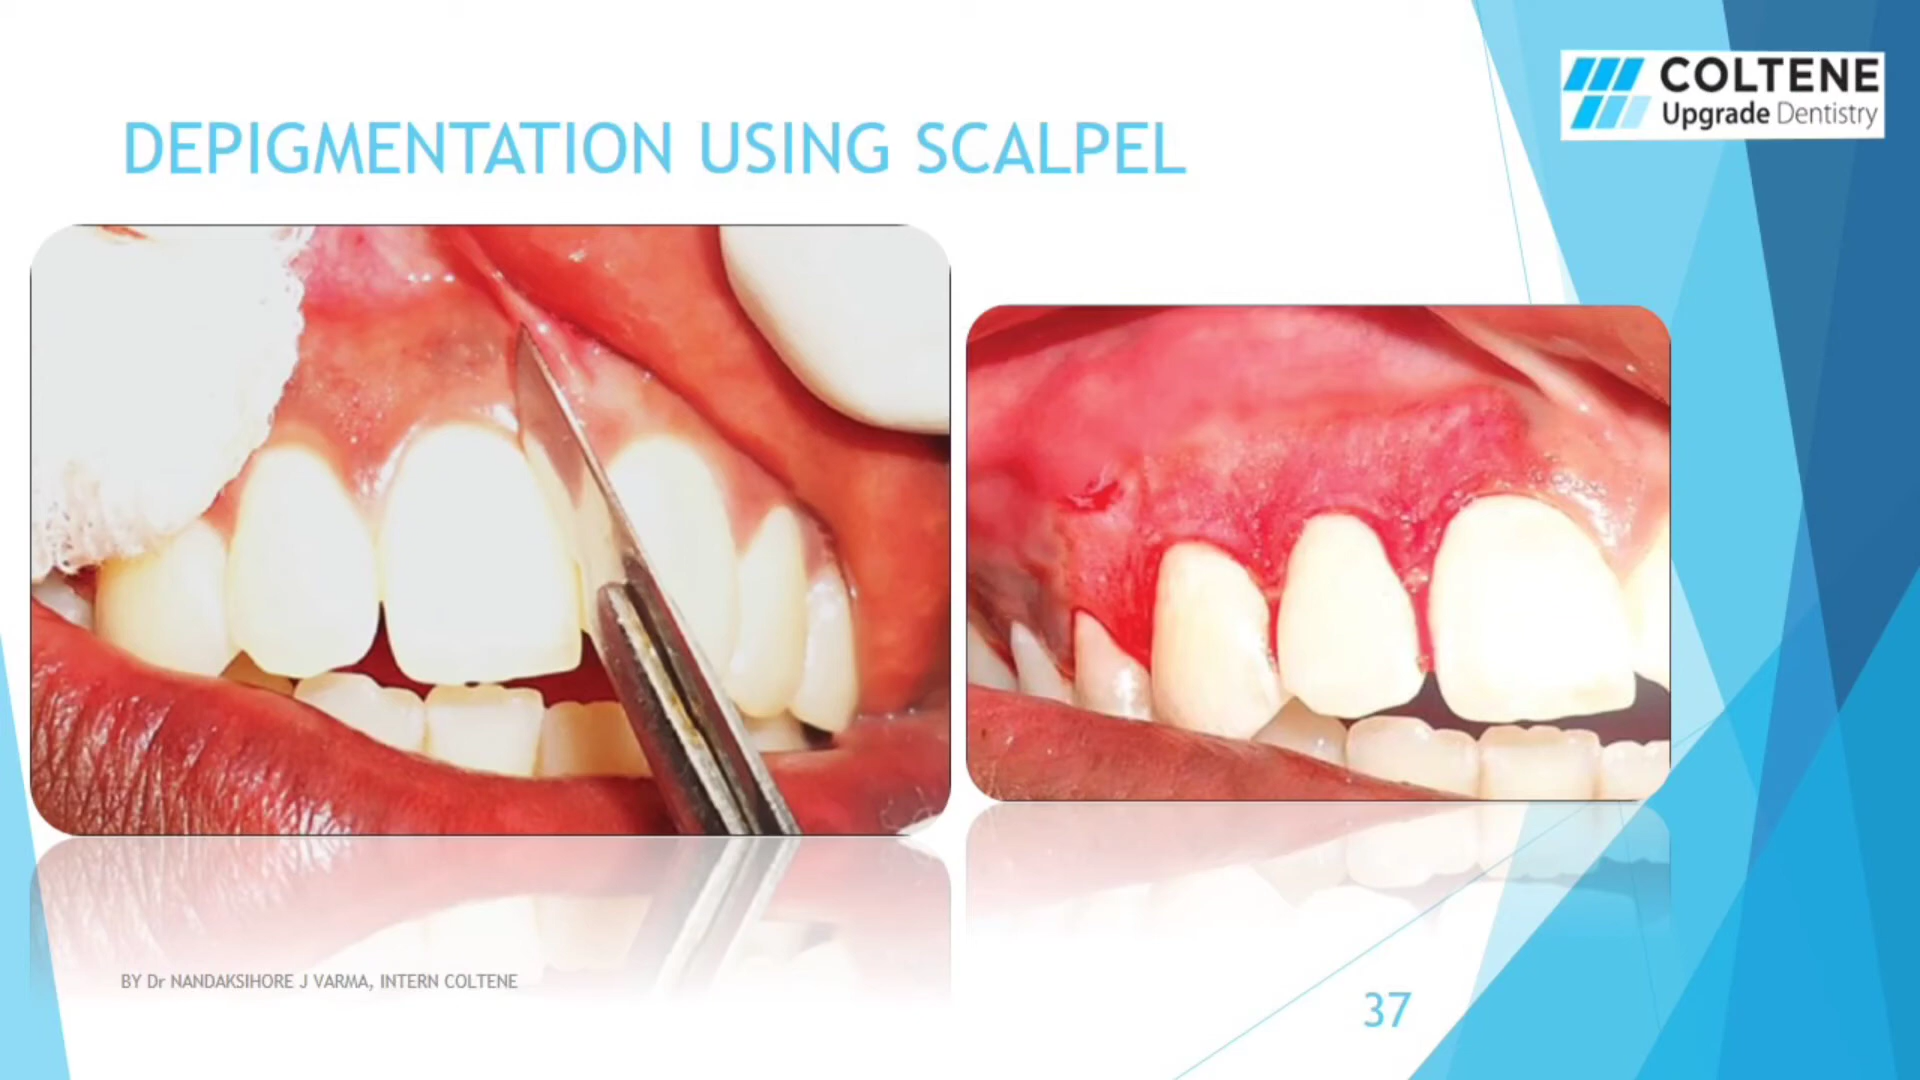 COLTENE
Upgrade Dentistry
DEPIGMENTATION USING SCALPEL
BY Dr NANDAKSIHORE J VARMA, INTERN COLTENE
37